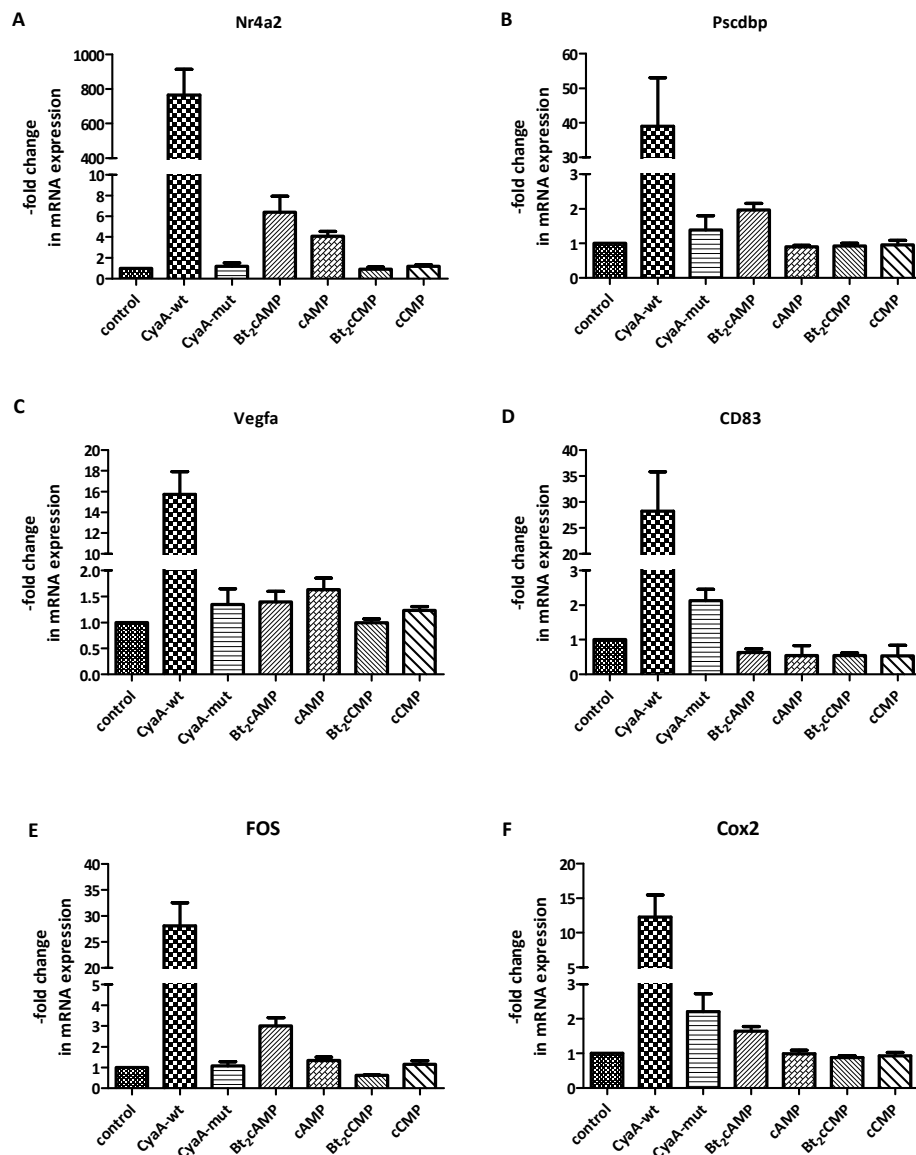 A
Nr4a2
-fold change
in mRNA expression
1000
800
600
400
10
8
6
4
2
0
control
CyaA-wt
CyaA-mut
Bt₂cAMP
cAMP
Bt₂cCMP
cCMP
B
Pscdbp
-fold change
in mRNA expression
60
50
40
30
3
2
1
0
control
CyaA-wt
CyaA-mut
Bt₂cAMP
cAMP
Bt₂cCMP
cCMP
C
Vegfa
-fold change
in mRNA expression
20
18
16
14
12
10
2.0
1.5
1.0
0.5
0.0
control
CyaA-wt
CyaA-mut
Bt₂cAMP
cAMP
Bt₂cCMP
cCMP
D
CD83
-fold change
in mRNA expression
40
35
30
25
20
3
2
1
0
control
CyaA-wt
CyaA-mut
Bt₂cAMP
cAMP
Bt₂cCMP
cCMP
E
FOS
-fold change
in mRNA expression
40
35
30
25
20
5
4
3
2
1
0
control
CyaA-wt
CyaA-mut
Bt₂cAMP
cAMP
Bt₂cCMP
cCMP
F
Cox2
-fold change
in mRNA expression
20
15
10
5
3
2
1
0
control
CyaA-wt
CyaA-mut
Bt₂cAMP
cAMP
Bt₂cCMP
cCMP